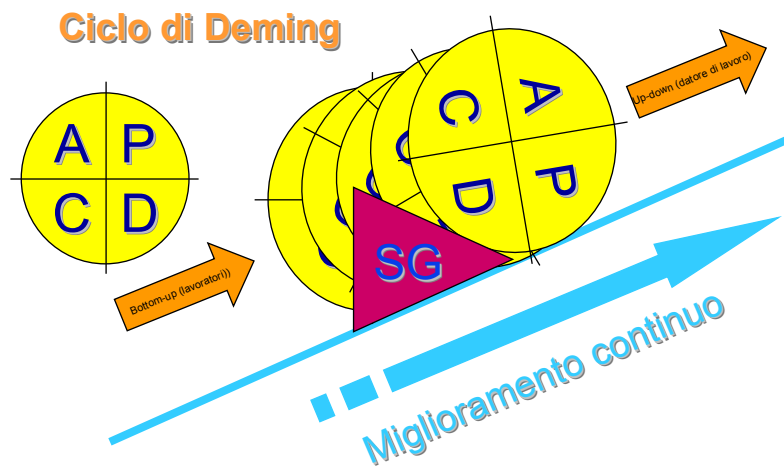 Ciclo di Deming
Up-down (datore di lavoro)
A P
C D
A
C
P
D
SG
Bottom-up (lavoratori))
Miglioramento continuo